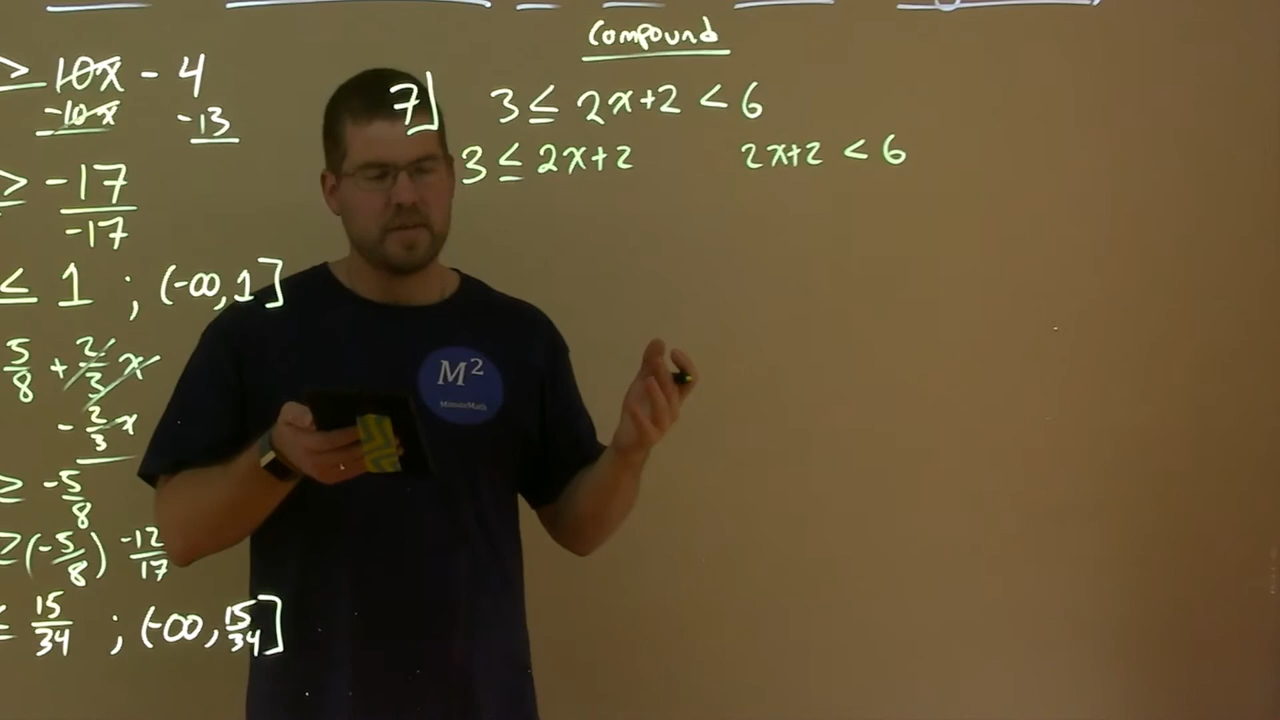 Compound
≥ 10x - 4
-10x -13
7] 3 ≤ 2x+2 < 6
3 ≤ 2x+2 2x+2 < 6
≥ -17/-17
≤ 1 ; (-∞, 1]
5/8 + 2/3 x
- 2/3 x
≥ -5/8
≥ (-5/8) -12/17
≤ 15/34 ; (-∞, 15/34]
M²
MinuteMath